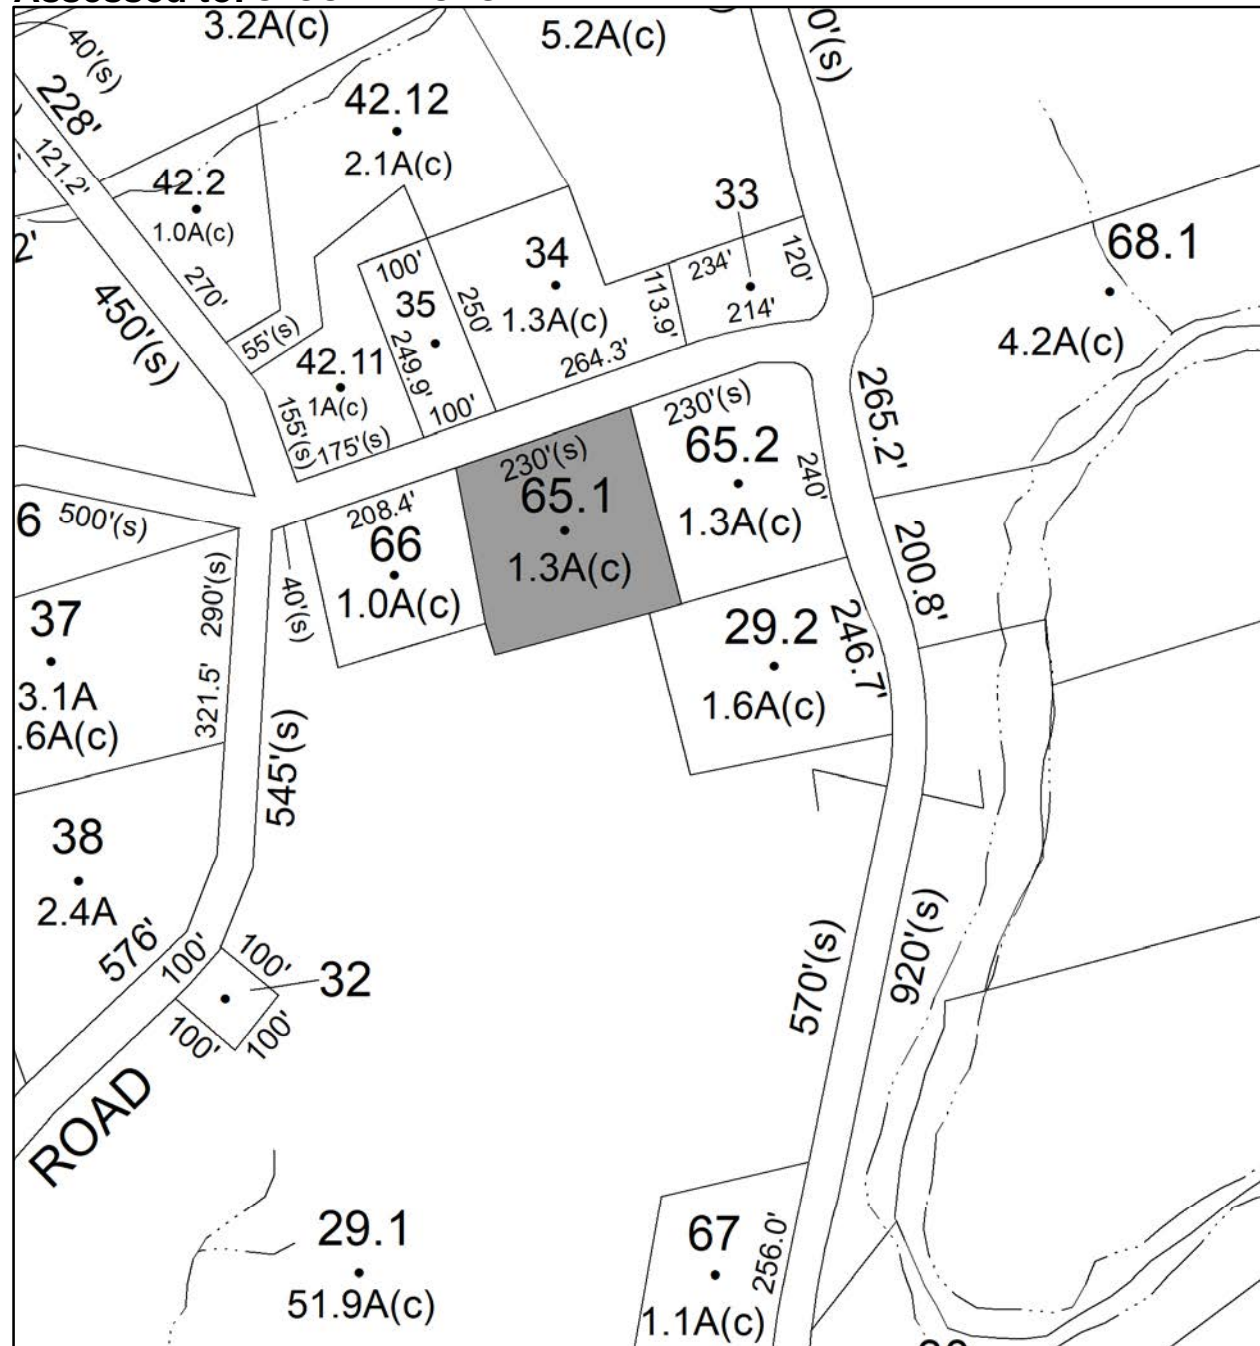 Assessed to:
3.2A(c)
5.2A(c)
0'(s)
40'(s)
228'
121.2'
42.12
2.1A(c)
42.2
1.0A(c)
33
34
1.3A(c)
234'
120'
214'
113.9'
68.1
4.2A(c)
2'
270'
450'(s)
55'(s)
100'
35
250'
249.9'
100'
264.3'
42.11
1A(c)
155'(s)
175'(s)
265.2'
230'(s)
65.2
240'
1.3A(c)
230'(s)
65.1
1.3A(c)
208.4'
66
1.0A(c)
6
500'(s)
290'(s)
40'(s)
200.8'
37
3.1A
.6A(c)
321.5'
29.2
1.6A(c)
246.7'
545'(s)
38
2.4A
576'
100'
100'
32
100'
100'
570'(s)
920'(s)
ROAD
29.1
51.9A(c)
67
1.1A(c)
256.0'